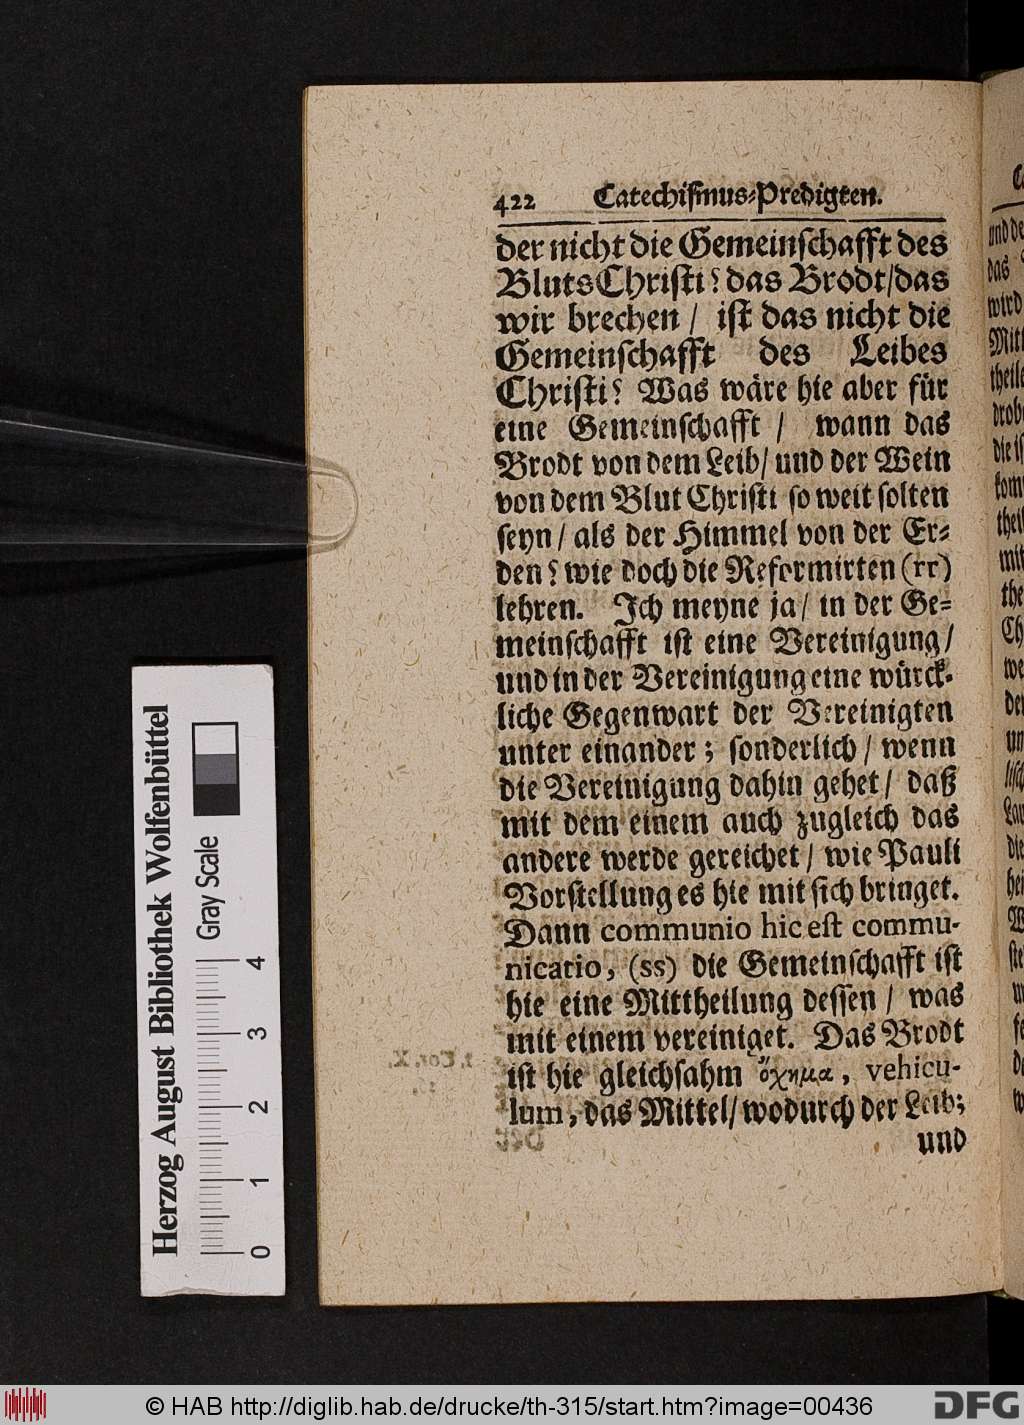 422 Catechismus-Predigten.
der nicht die Gemeinschafft des
Bluts Christi? das Brodt/das
wir brechen / ist das nicht die
Gemeinschafft des Leibes
Christi? Was wäre hie aber für
eine Gemeinschafft / wann das
Brodt von dem Leib/ und der Wein
von dem Blut Christi so weit solten
seyn / als der Himmel von der Er-
den? wie doch die Reformirten (rr)
lehren. Ich meyne ja/ in der Ge-
meinschafft ist eine Vereinigung/
und in der Vereinigung eine würck-
liche Gegenwart der Vereinigten
unter einander; sonderlich/ wenn
die Vereinigung dahin gehet/ daß
mit dem einem auch zugleich das
andere werde gereichet/ wie Pauli
Vorstellung es hie mit sich bringet.
Dann communio hic est commu-
nicatio, (ss) die Gemeinschafft ist
hie eine Mittheilung dessen / was
mit einem vereiniget. Das Brodt
ist hie gleichsahm ὄχημα, vehicu-
lum, das Mittel/wodurch der Leib;
und
Herzog August Bibliothek Wolfenbüttel
Gray Scale
0 1 2 3 4
© HAB http://diglib.hab.de/drucke/th-315/start.htm?image=00436
DFG